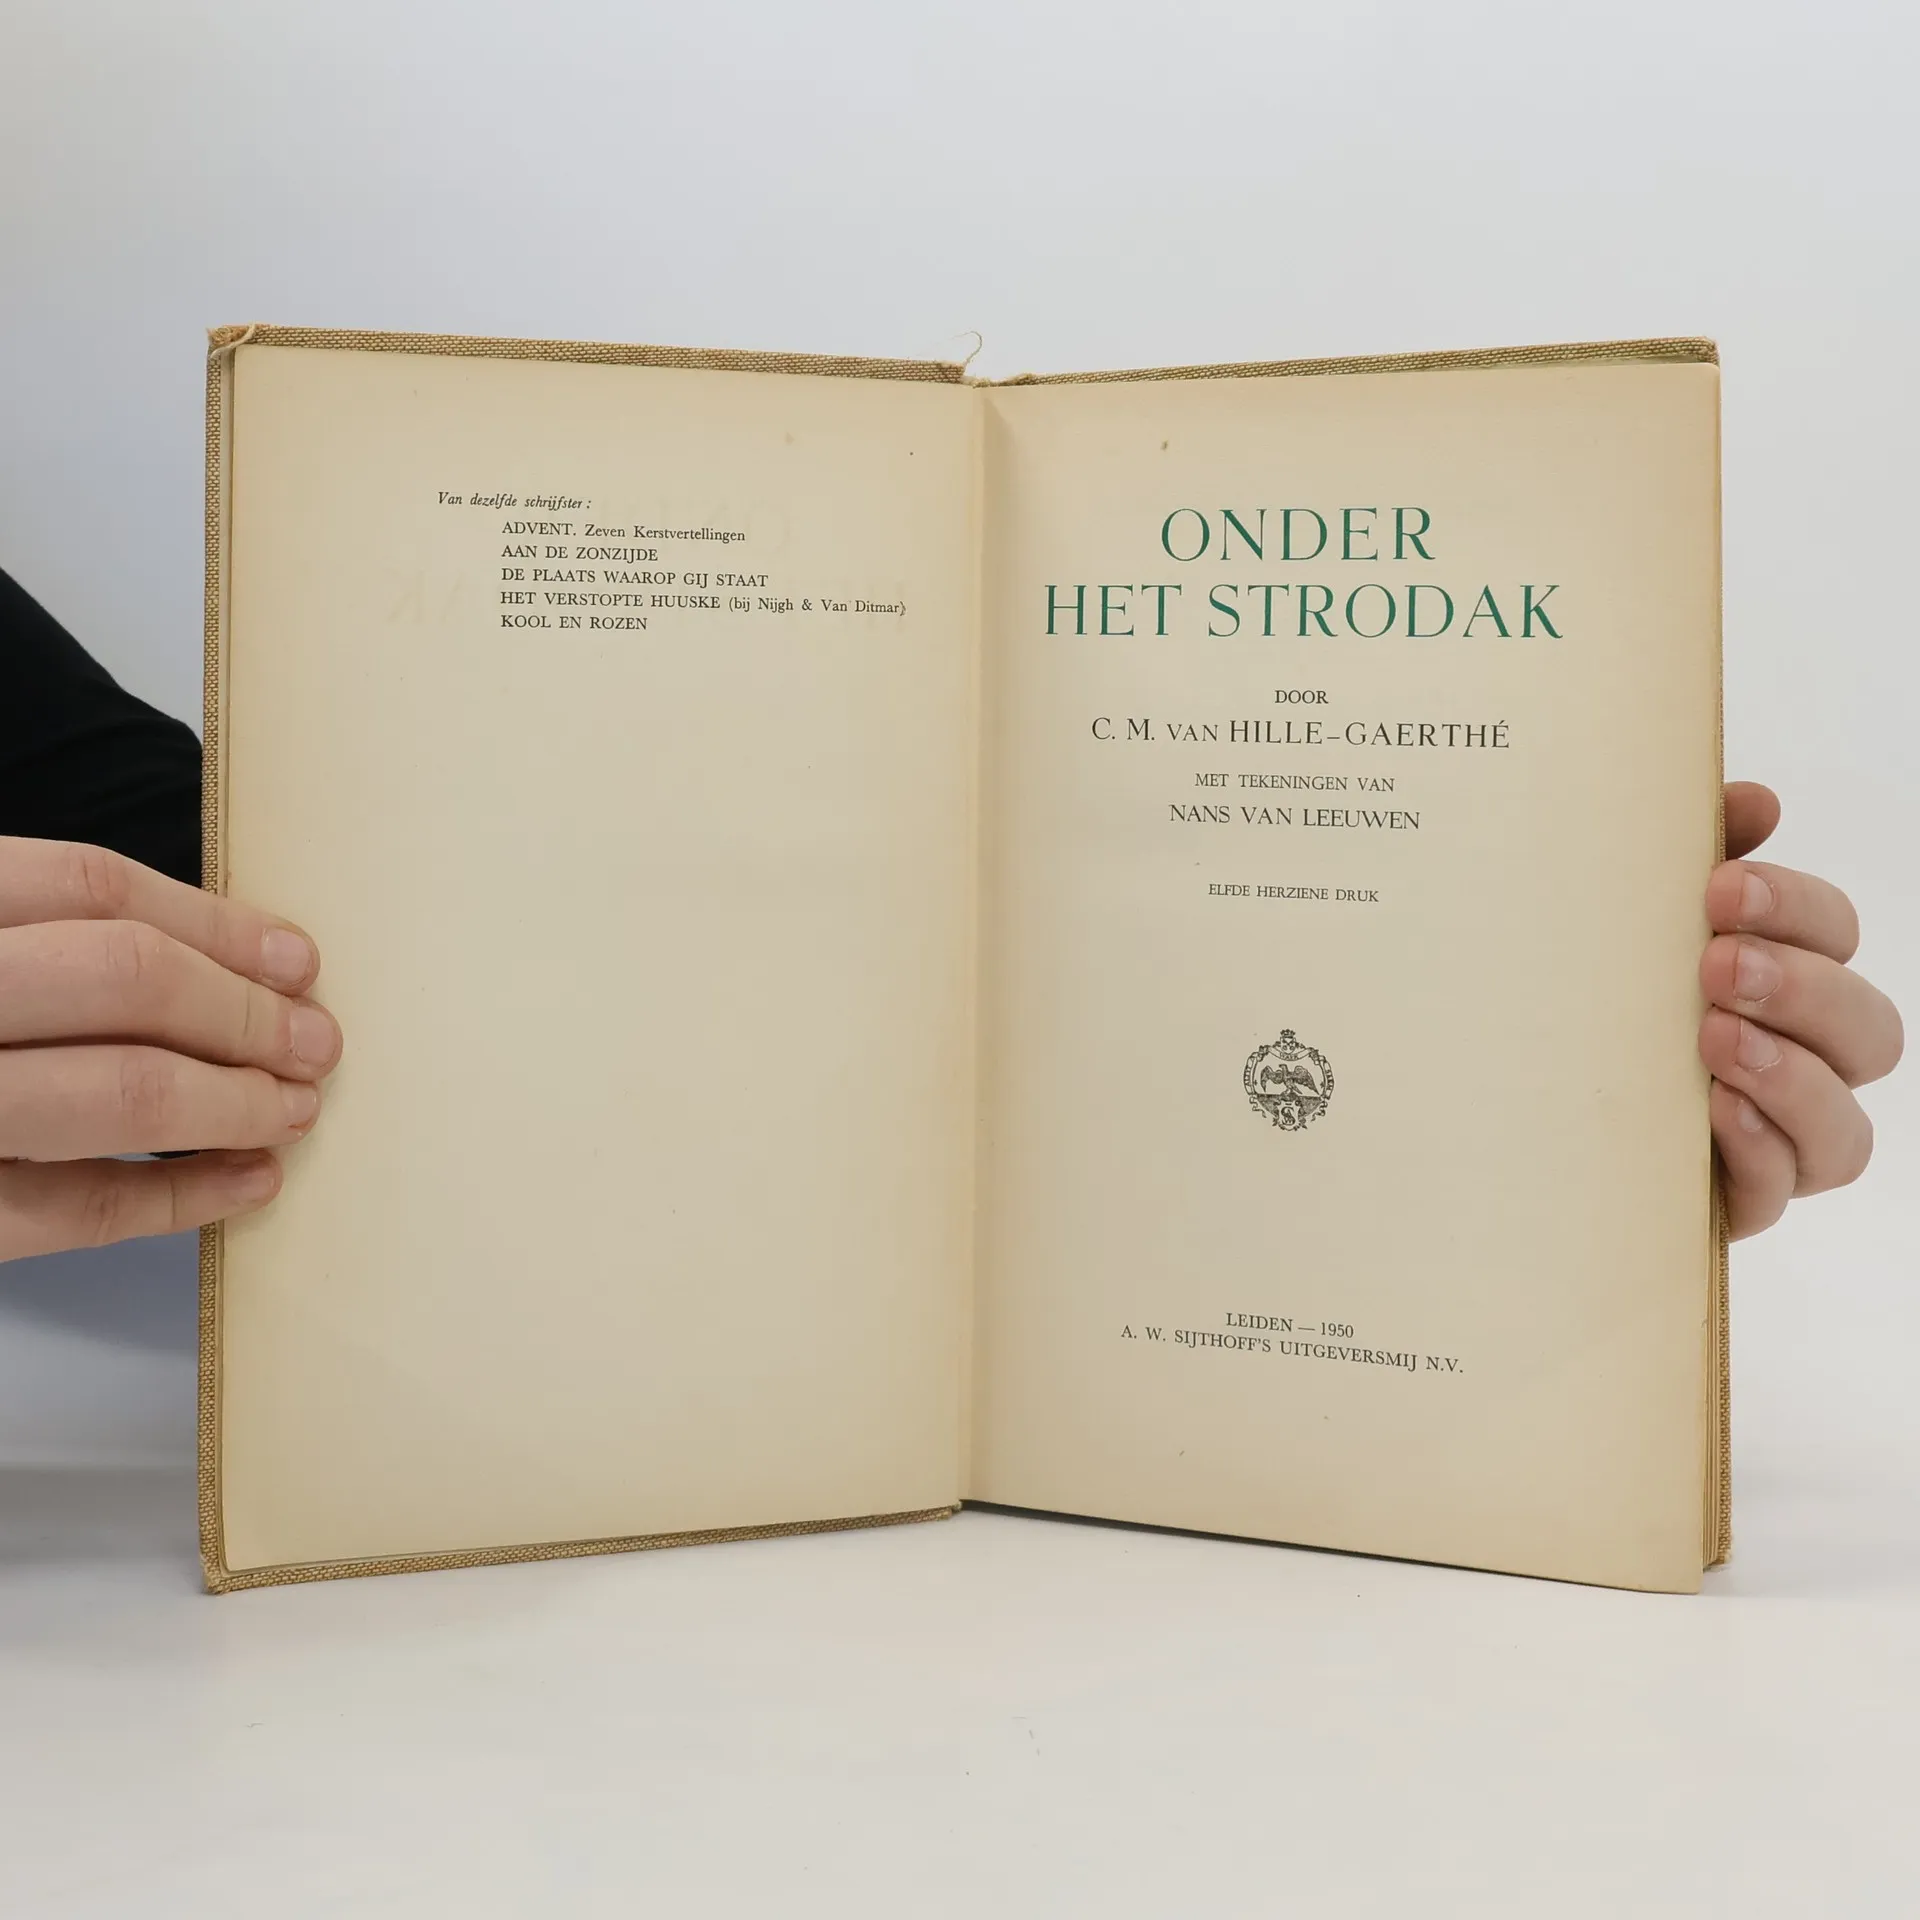 Van dezelfde schrijfster:
ADVENT. Zeven Kerstvertellingen
AAN DE ZONZIJDE
DE PLAATS WAAROP GIJ STAAT
HET VERSTOPTE HUUSKE (bij Nijgh & Van Ditmar)
KOOL EN ROZEN
ONDER
HET STRODAK
DOOR
C. M. VAN HILLE-GAERTHÉ
MET TEKENINGEN VAN
NANS VAN LEEUWEN
ELFDE HERZIENE DRUK
LEIDEN — 1950
A. W. SIJTHOFF'S UITGEVERSMIJ N.V.